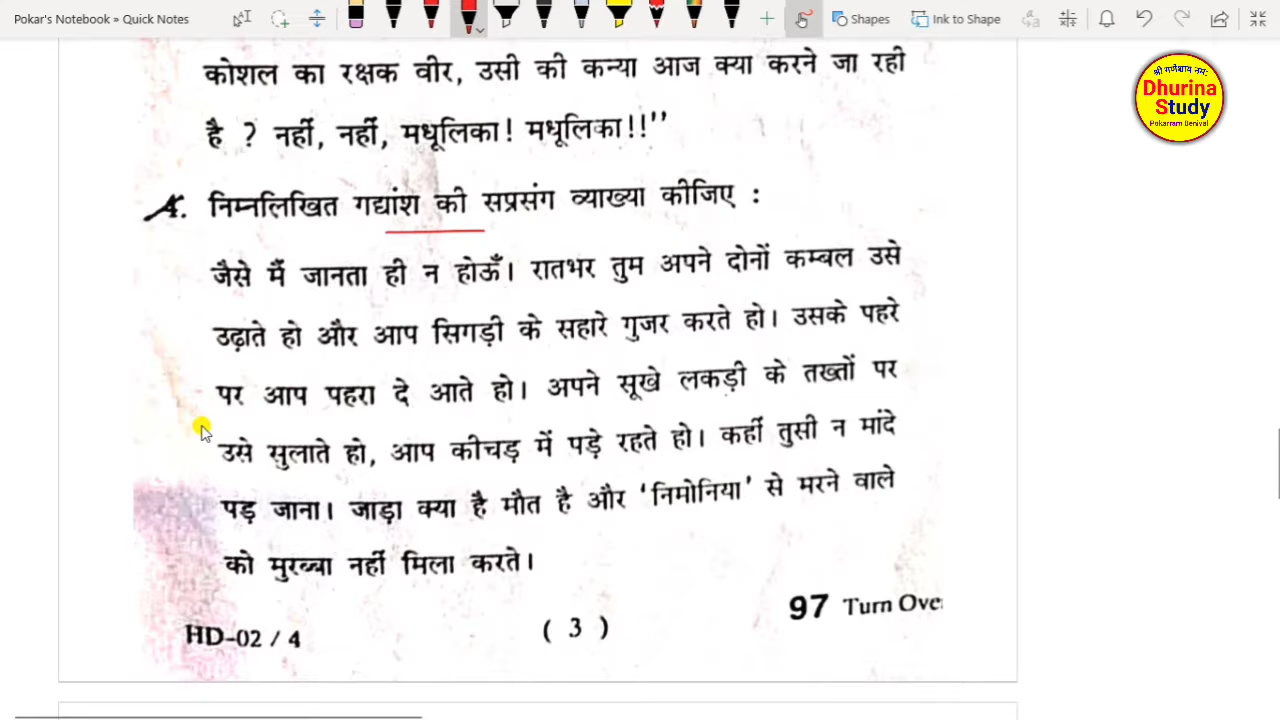 Pokar's Notebook » Quick Notes
Shapes
Ink to Shape
श्री गणेशाय नमः
Dhurina
Study
Pokarram Denival
कोशल का रक्षक वीर, उसी की कन्या आज क्या करने जा रही
है ? नहीं, नहीं, मधूलिका! मधूलिका!!''
4. निम्नलिखित गद्यांश की सप्रसंग व्याख्या कीजिए :
जैसे मैं जानता ही न होऊँ। रातभर तुम अपने दोनों कम्बल उसे
उढ़ाते हो और आप सिगड़ी के सहारे गुजर करते हो। उसके पहरे
पर आप पहरा दे आते हो। अपने सूखे लकड़ी के तख्तों पर
उसे सुलाते हो, आप कीचड़ में पड़े रहते हो। कहीं तुसी न मांदे
पड़ जाना। जाड़ा क्या है मौत है और 'निमोनिया' से मरने वाले
को मुरब्बा नहीं मिला करते।
HD-02 / 4
( 3 )
97 Turn Ove